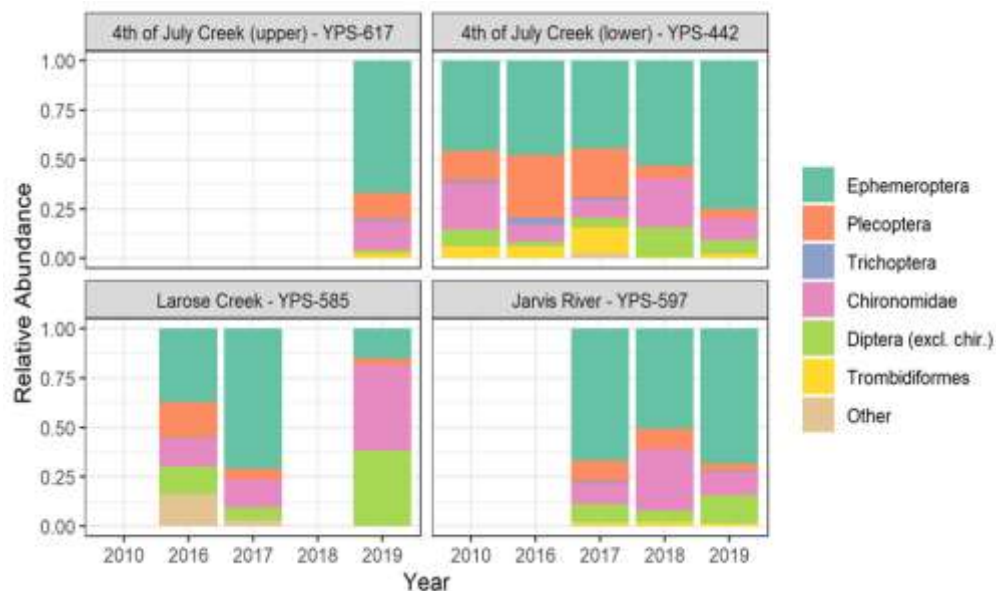 4th of July Creek (upper) - YPS-617
4th of July Creek (lower) - YPS-442
1.00
0.75
0.50
0.25
0.00
Larose Creek - YPS-585
Jarvis River - YPS-597
1.00
0.75
0.50
0.25
0.00
Relative Abundance
2010 2016 2017 2018 2019
2010 2016 2017 2018 2019
Year
Ephemeroptera
Plecoptera
Trichoptera
Chironomidae
Diptera (excl. chir.)
Trombidiformes
Other